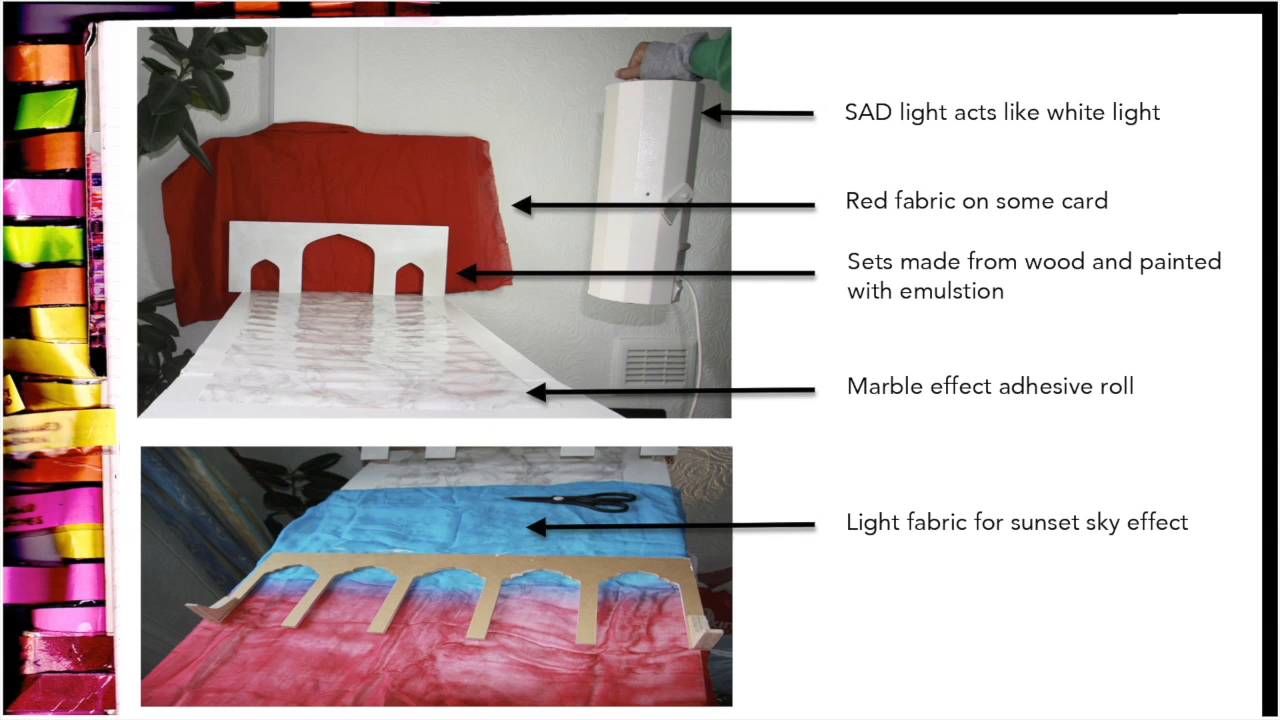 SAD light acts like white light
Red fabric on some card
Sets made from wood and painted
with emulstion
Marble effect adhesive roll
Light fabric for sunset sky effect